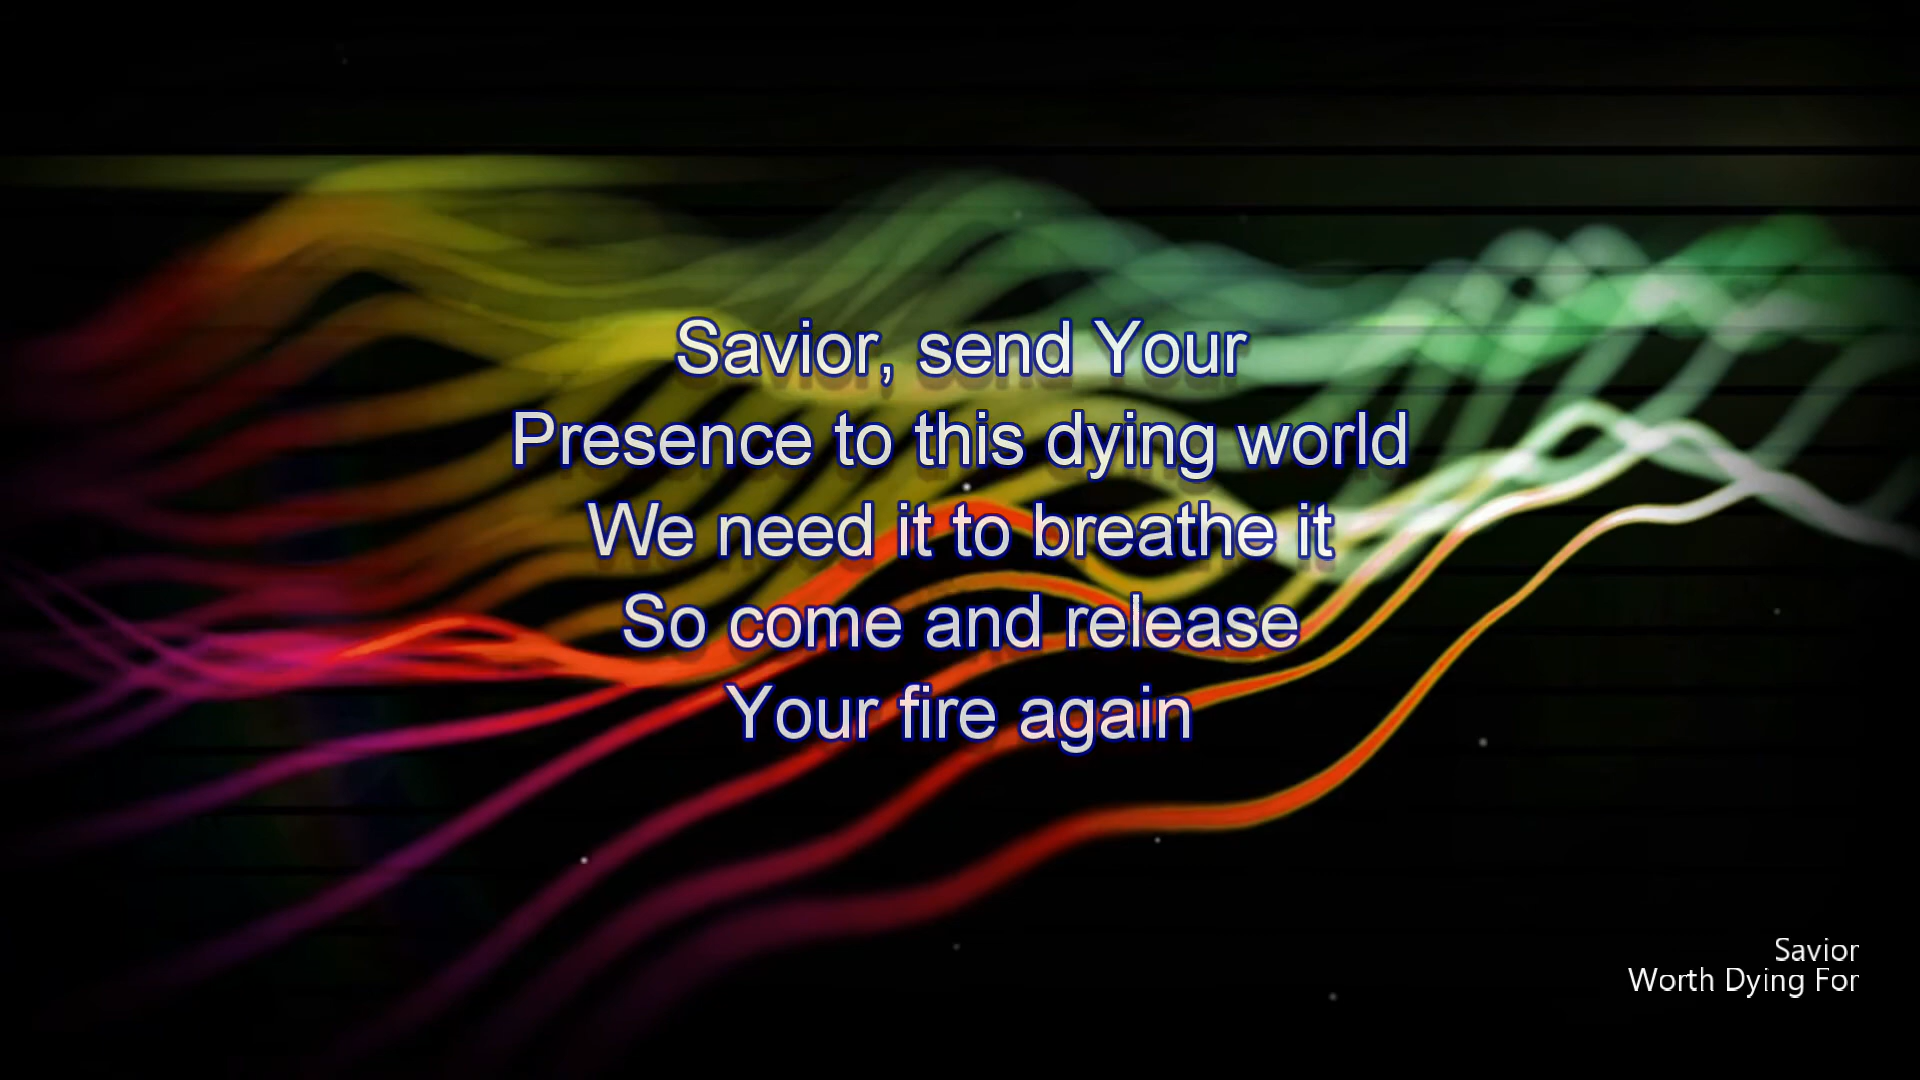 Savior, send Your
Presence to this dying world
We need it to breathe it
So come and release
Your fire again
Savior
Worth Dying For